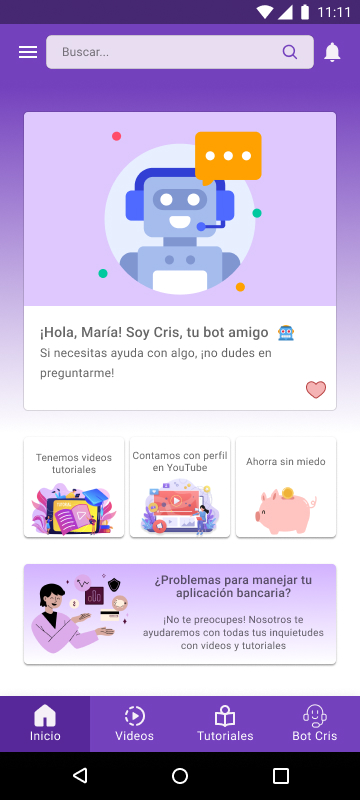 11:11
Buscar...
¡Hola, María! Soy Cris, tu bot amigo
Si necesitas ayuda con algo, ¡no dudes en
preguntarme!
Tenemos videos
tutoriales
Contamos con perfil
en YouTube
Ahorra sin miedo
¿Problemas para manejar tu
aplicación bancaria?
¡No te preocupes! Nosotros te
ayudaremos con todas tus inquietudes
con videos y tutoriales
Inicio
Videos
Tutoriales
Bot Cris